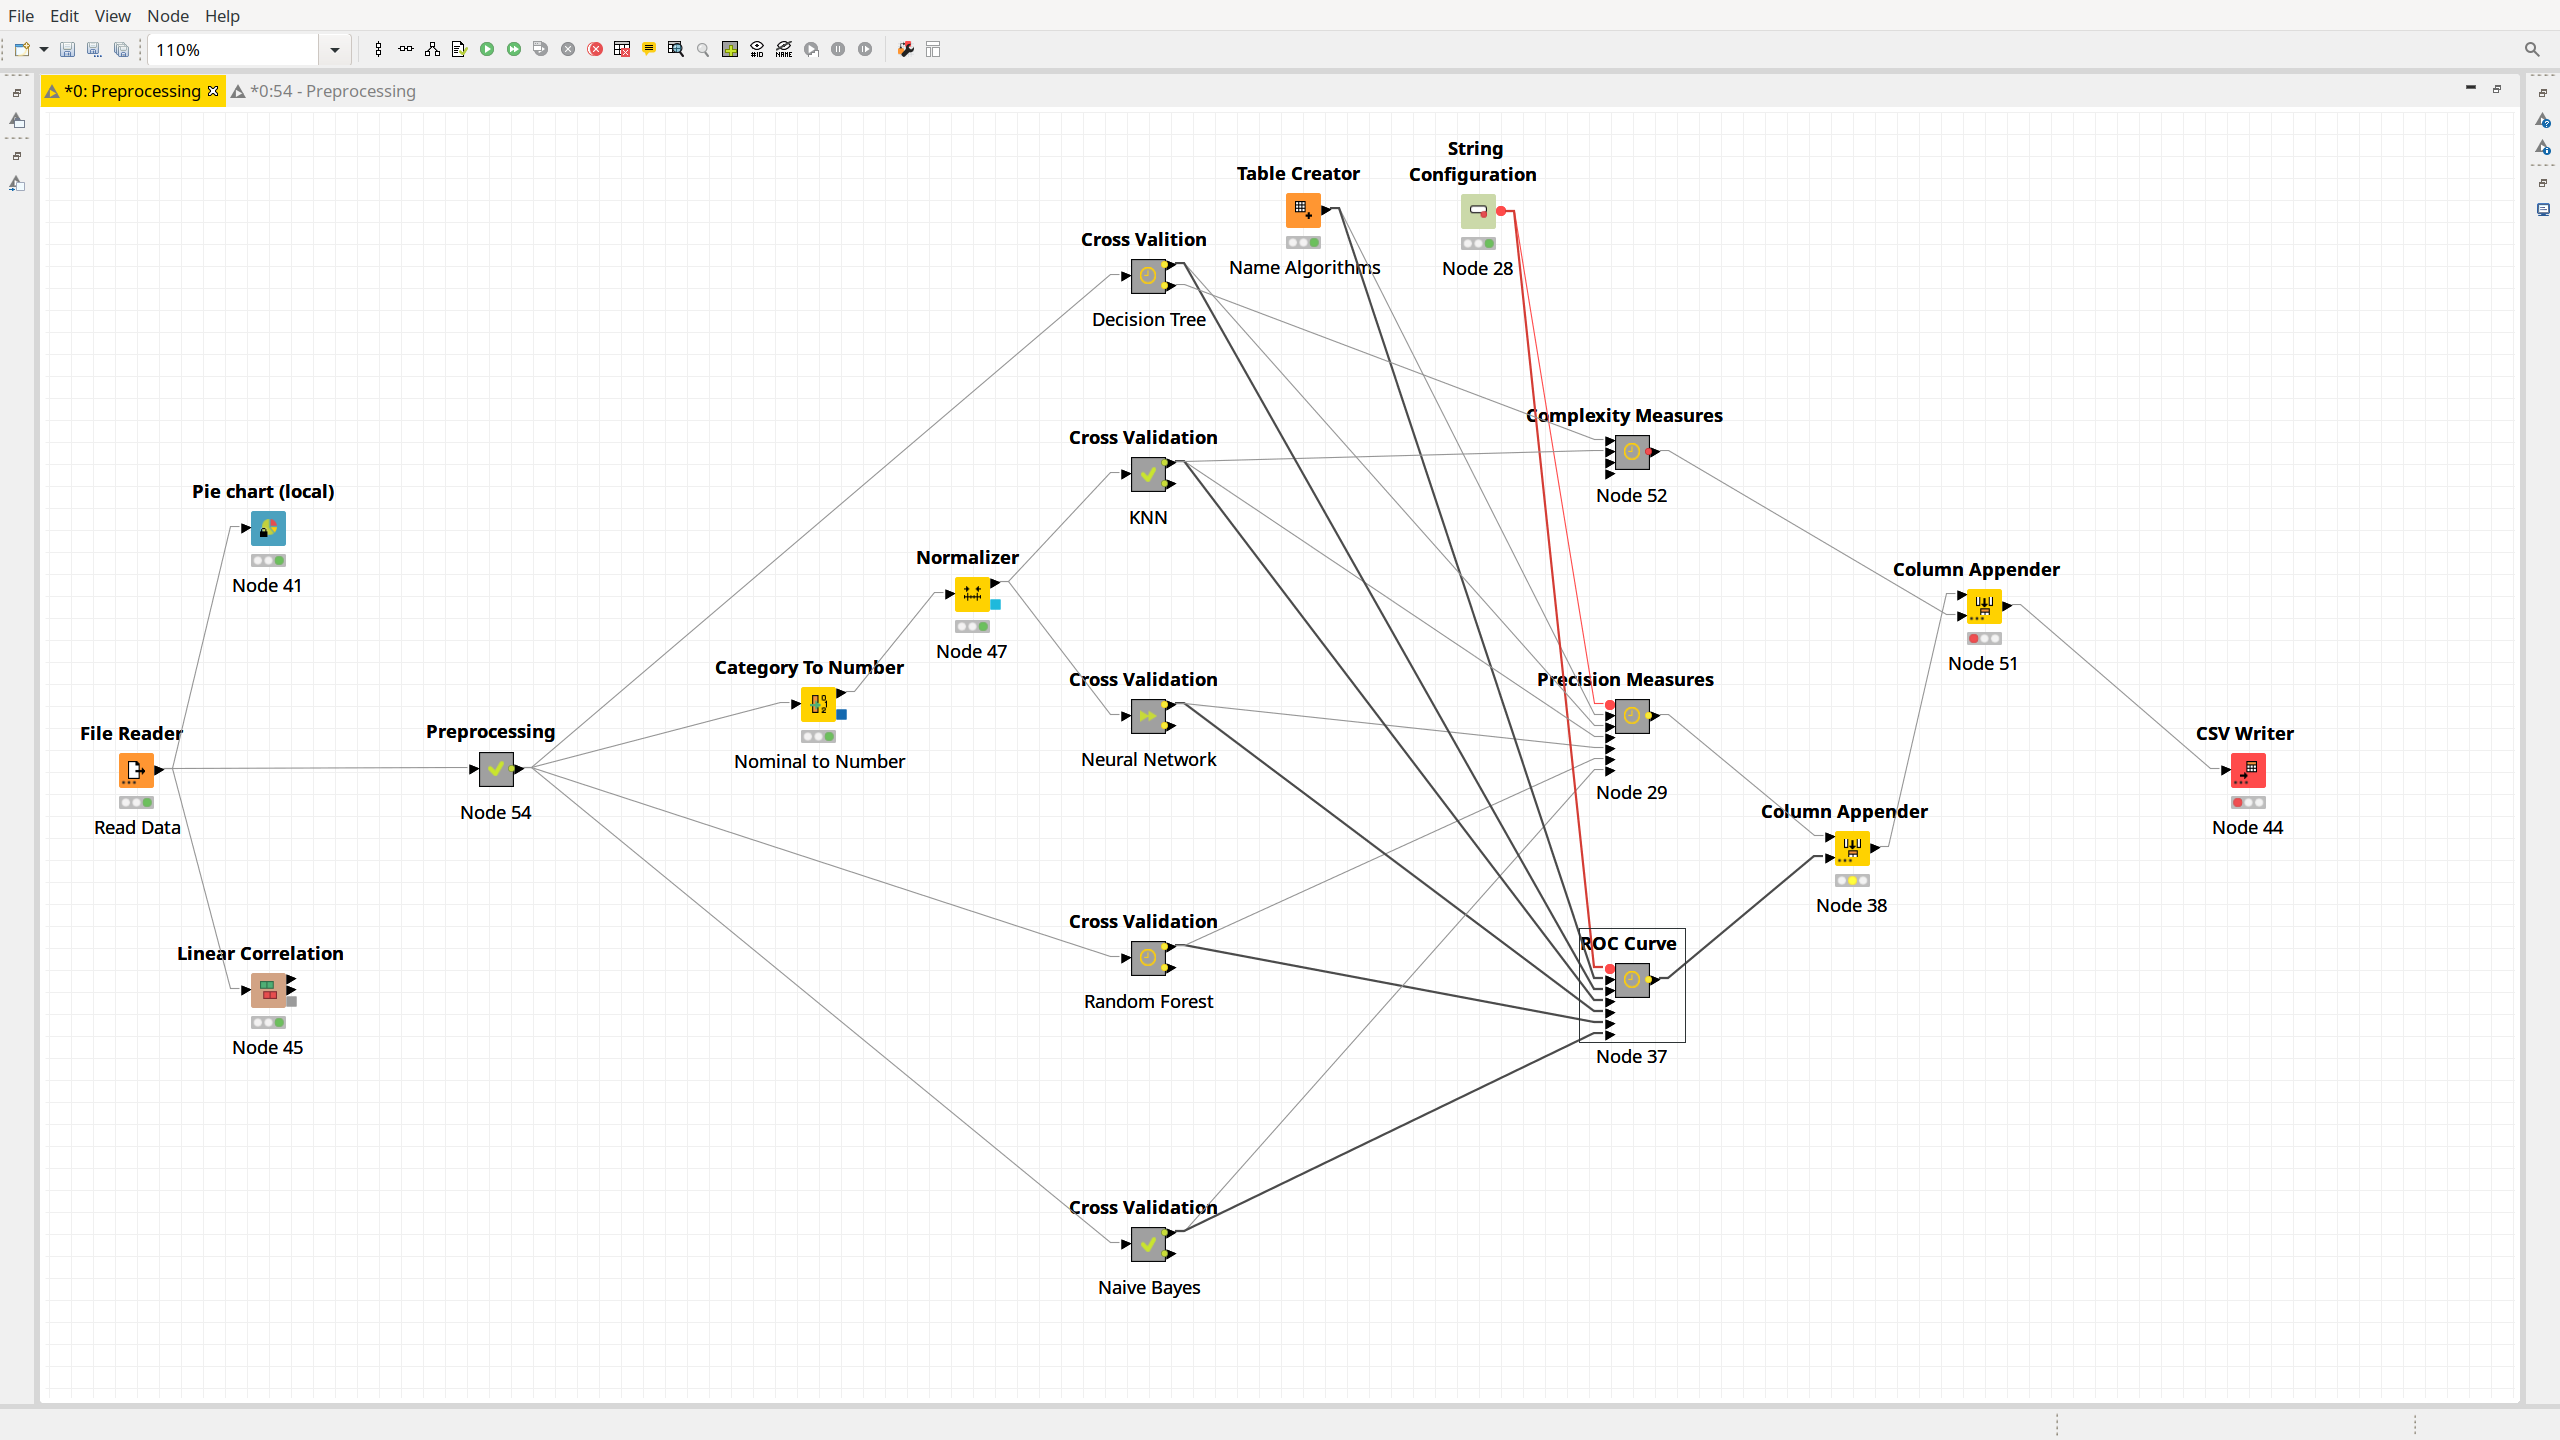 File Edit View Node Help
110%
*0: Preprocessing
*0:54 - Preprocessing
String
Configuration
Node 28
Table Creator
Name Algorithms
Cross Valition
Decision Tree
Complexity Measures
Node 52
Cross Validation
KNN
Pie chart (local)
Node 41
Normalizer
Node 47
Column Appender
Node 51
Category To Number
Nominal to Number
Cross Validation
Neural Network
Precision Measures
Node 29
File Reader
Read Data
Preprocessing
Node 54
CSV Writer
Node 44
Column Appender
Node 38
Cross Validation
Random Forest
ROC Curve
Node 37
Linear Correlation
Node 45
Cross Validation
Naive Bayes